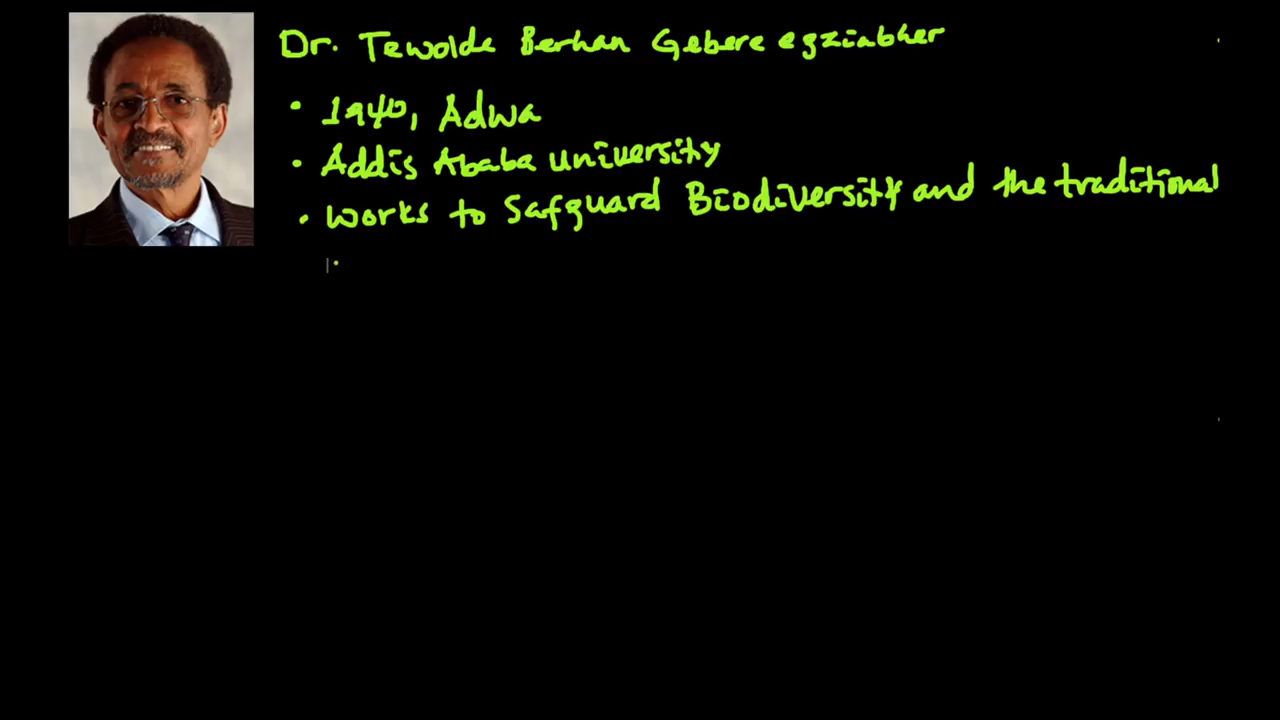 Dr. Tewolde Berhan Gebere egziabher
• 1940, Adwa
• Addis Ababa university
• works to Safguard Biodiversity and the traditional